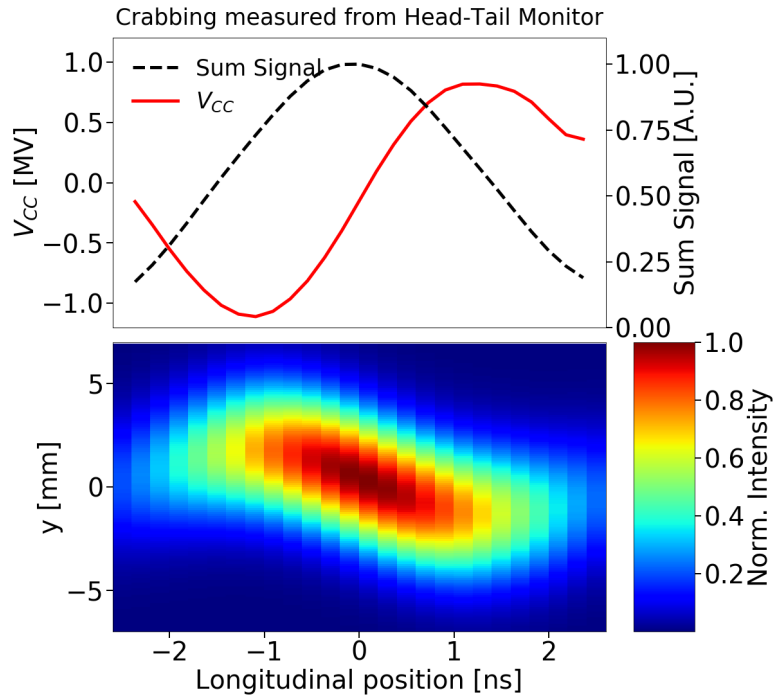 Crabbing measured from Head-Tail Monitor
1.0
0.5
0.0
−0.5
−1.0
V_CC [MV]
Sum Signal
V_CC
1.00
0.75
0.50
0.25
0.00
Sum Signal [A.U.]
5
0
−5
y [mm]
−2 −1 0 1 2
Longitudinal position [ns]
1.0
0.8
0.6
0.4
0.2
Norm. Intensity